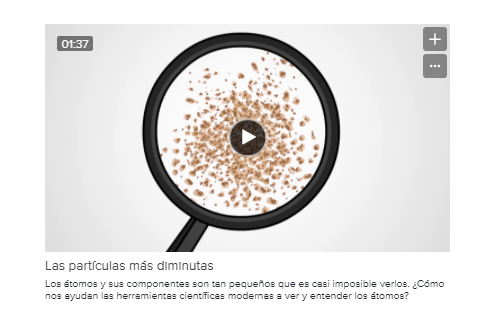 01:37
Las partículas más diminutas
Los átomos y sus componentes son tan pequeños que es casi imposible verlos. ¿Cómo
nos ayudan las herramientas científicas modernas a ver y entender los átomos?